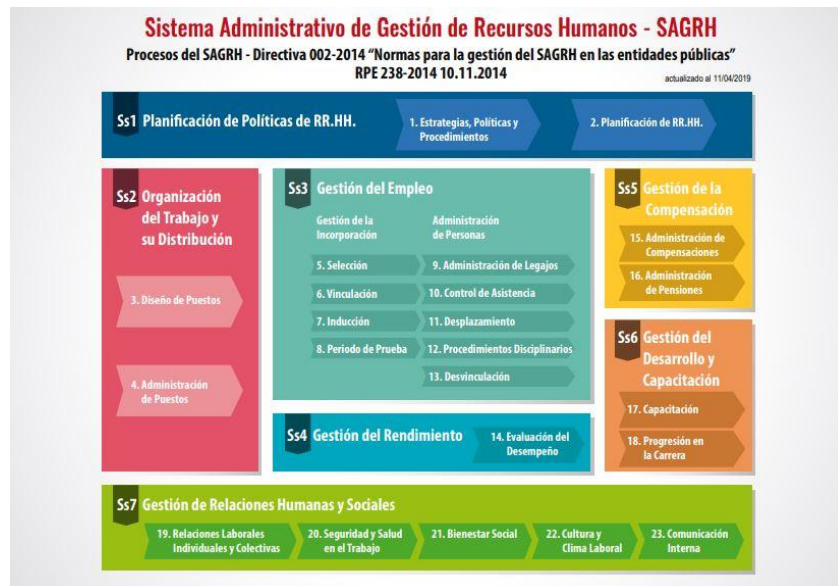 Sistema Administrativo de Gestión de Recursos Humanos - SAGRH
Procesos del SAGRH - Directiva 002-2014 “Normas para la gestión del SAGRH en las entidades públicas”
RPE 238-2014 10.11.2014
actualizado al 11/04/2019
Ss1 Planificación de Políticas de RR.HH.
1. Estrategias, Políticas y
Procedimientos
2. Planificación de RR.HH.
Ss2 Organización
del Trabajo y
su Distribución
3. Diseño de Puestos
4. Administración
de Puestos
Ss3 Gestión del Empleo
Gestión de la
Incorporación
5. Selección
6. Vinculación
7. Inducción
8. Periodo de Prueba
Administración
de Personas
9. Administración de Legajos
10. Control de Asistencia
11. Desplazamiento
12. Procedimientos Disciplinarios
13. Desvinculación
Ss4 Gestión del Rendimiento
14. Evaluación del
Desempeño
Ss5 Gestión de la
Compensación
15. Administración de
Compensaciones
16. Administración
de Pensiones
Ss6 Gestión del
Desarrollo y
Capacitación
17. Capacitación
18. Progresión en
la Carrera
Ss7 Gestión de Relaciones Humanas y Sociales
19. Relaciones Laborales
Individuales y Colectivas
20. Seguridad y Salud
en el Trabajo
21. Bienestar Social
22. Cultura y
Clima Laboral
23. Comunicación
Interna